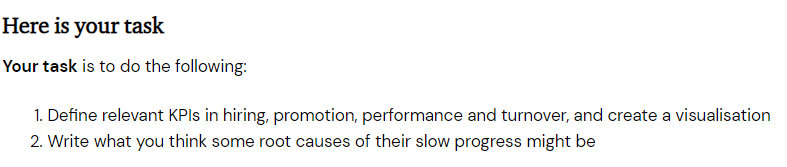 Here is your task
Your task is to do the following:
1. Define relevant KPIs in hiring, promotion, performance and turnover, and create a visualisation
2. Write what you think some root causes of their slow progress might be